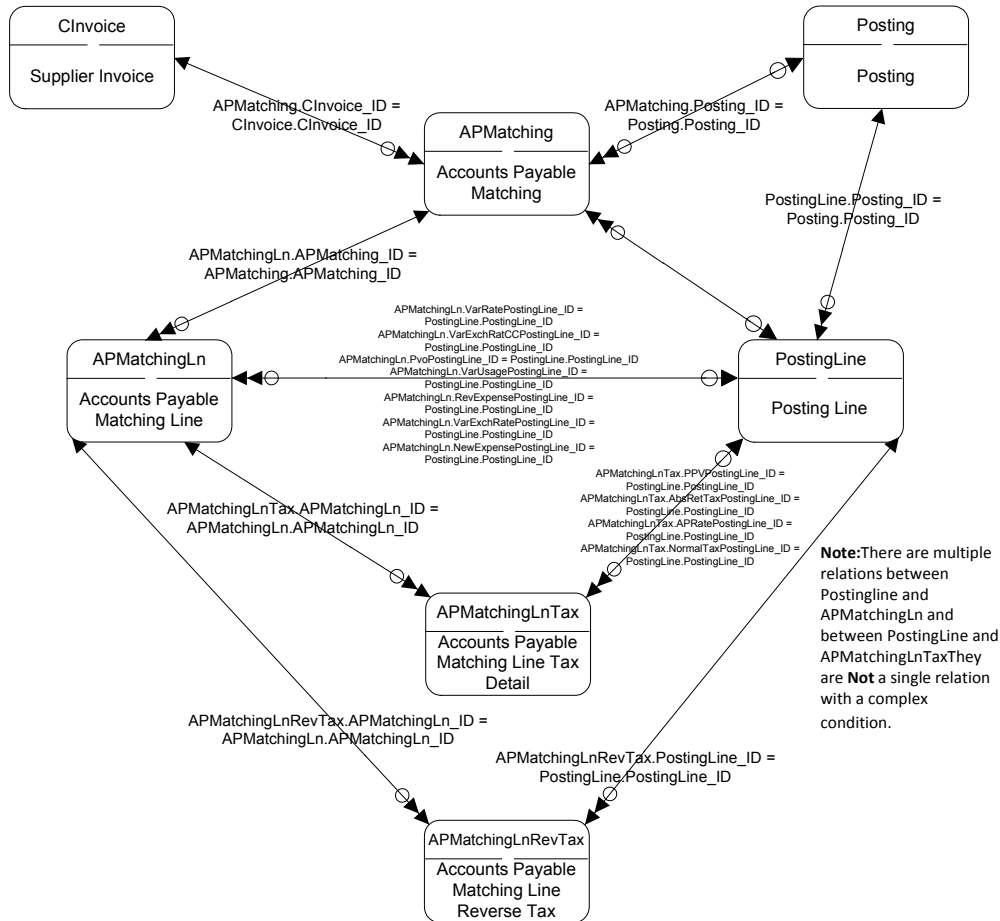 CInvoice
Supplier Invoice
Posting
Posting
APMatching.CInvoice_ID =
CInvoice.CInvoice_ID
APMatching.Posting_ID =
Posting.Posting_ID
APMatching
Accounts Payable
Matching
PostingLine.Posting_ID =
Posting.Posting_ID
APMatchingLn.APMatching_ID =
APMatching.APMatching_ID
APMatchingLn.VarRatePostingLine_ID =
PostingLine.PostingLine_ID
APMatchingLn.VarExchRatCCPostingLine_ID =
PostingLine.PostingLine_ID
APMatchingLn.PvoPostingLine_ID = PostingLine.PostingLine_ID
APMatchingLn.VarUsagePostingLine_ID =
PostingLine.PostingLine_ID
APMatchingLn.RevExpensePostingLine_ID =
PostingLine.PostingLine_ID
APMatchingLn.VarExchRatePostingLine_ID =
PostingLine.PostingLine_ID
APMatchingLn.NewExpensePostingLine_ID =
PostingLine.PostingLine_ID
APMatchingLn
Accounts Payable
Matching Line
PostingLine
Posting Line
APMatchingLnTax.PPVPostingLine_ID =
PostingLine.PostingLine_ID
APMatchingLnTax.AbsRetTaxPostingLine_ID =
PostingLine.PostingLine_ID
APMatchingLnTax.APRatePostingLine_ID =
PostingLine.PostingLine_ID
APMatchingLnTax.NormalTaxPostingLine_ID =
PostingLine.PostingLine_ID
APMatchingLnTax.APMatchingLn_ID =
APMatchingLn.APMatchingLn_ID
Note:There are multiple
relations between
Postingline and
APMatchingLn and
between PostingLine and
APMatchingLnTaxThey
are Not a single relation
with a complex
condition.
APMatchingLnTax
Accounts Payable
Matching Line Tax
Detail
APMatchingLnRevTax.APMatchingLn_ID =
APMatchingLn.APMatchingLn_ID
APMatchingLnRevTax.PostingLine_ID =
PostingLine.PostingLine_ID
APMatchingLnRevTax
Accounts Payable
Matching Line
Reverse Tax